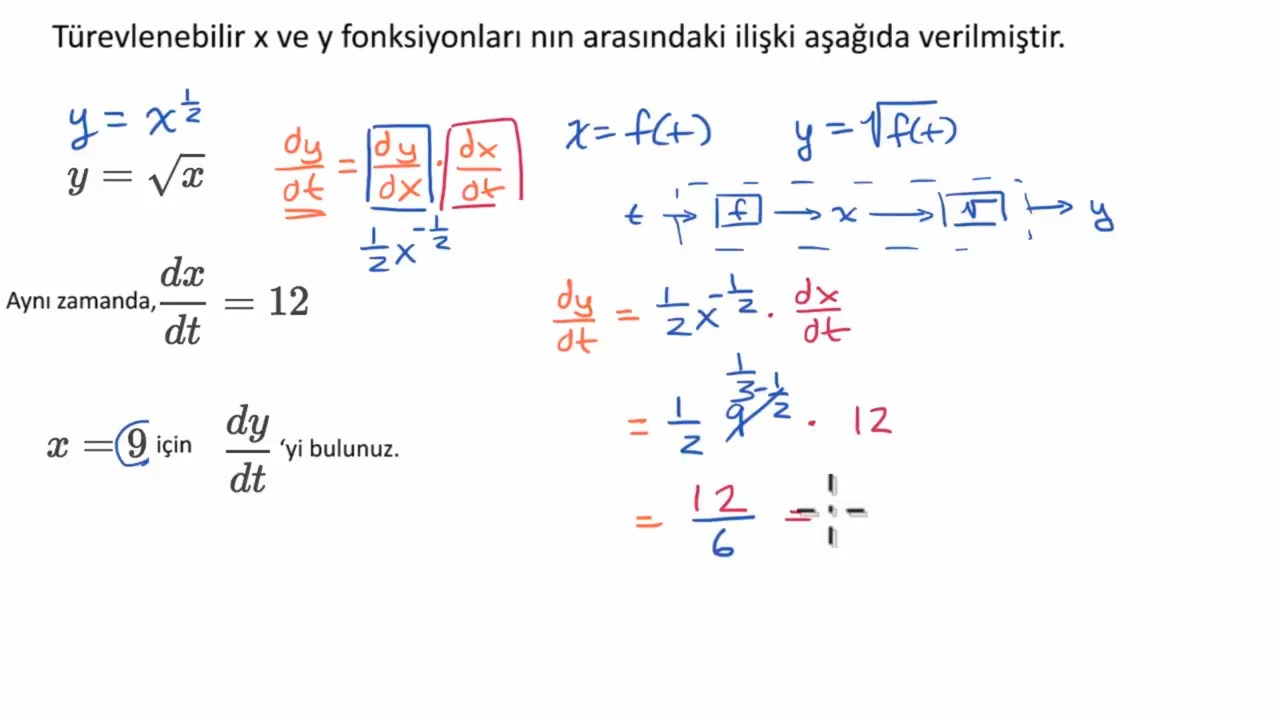 Türevlenebilir x ve y fonksiyonları nın arasındaki ilişki aşağıda verilmiştir.
y = x^{1/2}
y = √x
dy/dt = dy/dx · dx/dt
1/2 x^{-1/2}
x = f(t) y = √f(t)
t → f → x → √ → y
Aynı zamanda, dx/dt = 12
dy/dt = 1/2 x^{-1/2} · dx/dt
= 1/2 9^{-1/2} · 12
1/3
x = 9 için dy/dt 'yi bulunuz.
= 12/6 =